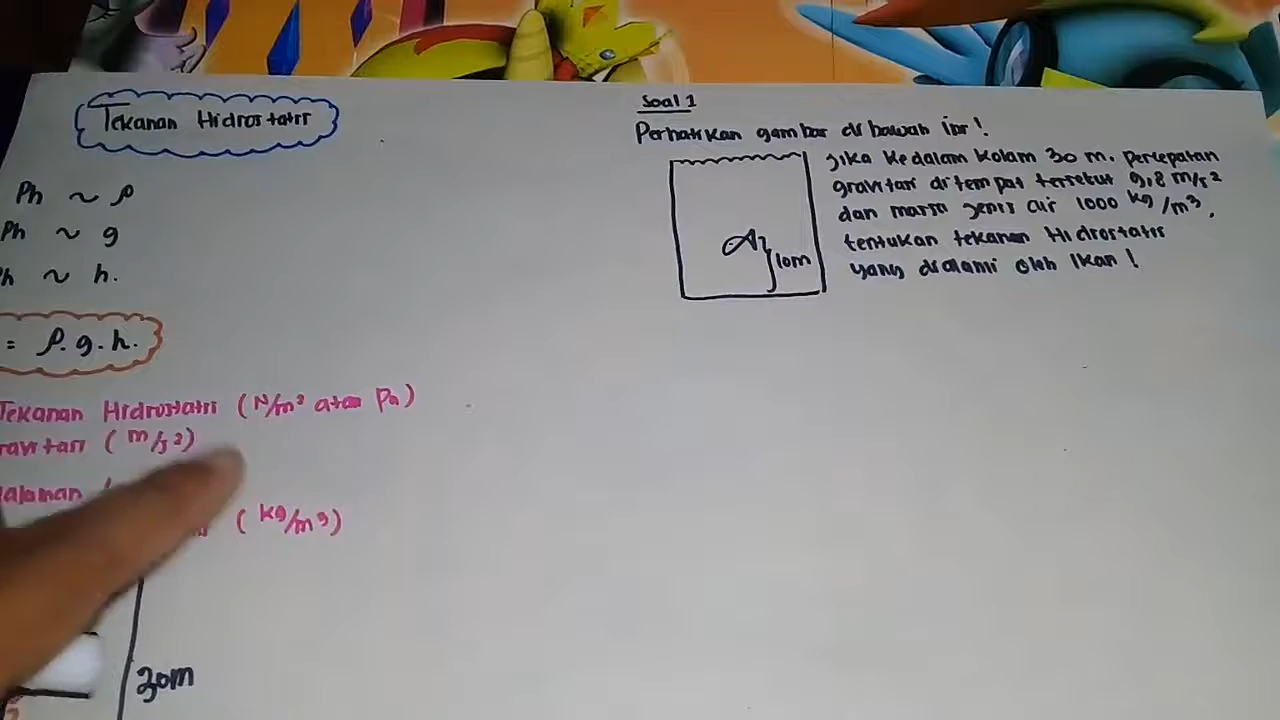 Tekanan Hidrostatis
Ph ~ ρ
Ph ~ g
h ~ h.
= ρ.g.h.
Tekanan Hidrostatis (N/m² atau Pa)
ravitasi (m/s²)
alaman
(kg/m³)
30m
Soal 1
Perhatikan gambar di bawah ini!
Jika kedalam kolam 30 m. percepatan
gravitasi di tempat tersebut 9,8 m/s²
dan massa jenis air 1000 kg/m³.
tentukan tekanan Hidrostatis
yang dialami oleh Ikan!
10m